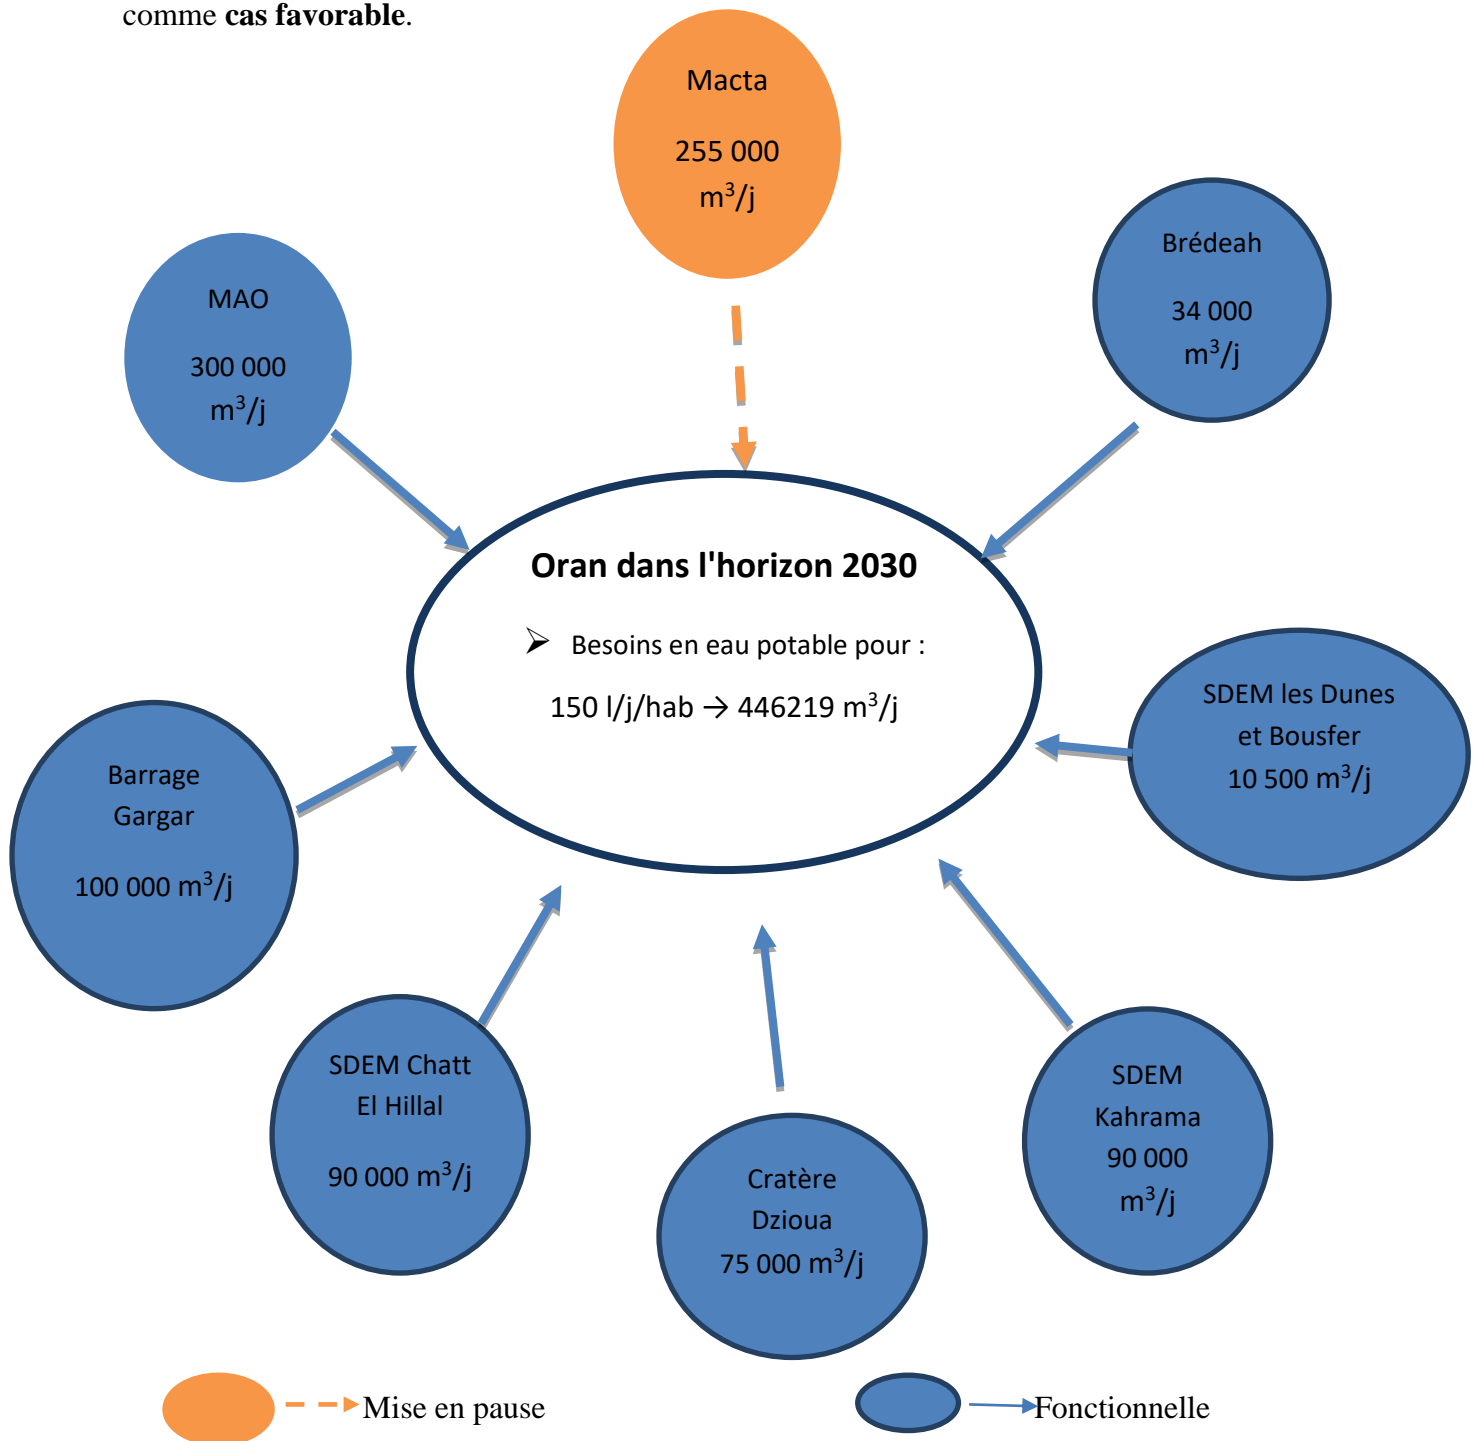 comme cas favorable.
Macta
255 000
m³/j
Brédeah
34 000
m³/j
MAO
300 000
m³/j
Oran dans l'horizon 2030
➢ Besoins en eau potable pour :
150 l/j/hab → 446219 m³/j
SDEM les Dunes
et Bousfer
10 500 m³/j
Barrage
Gargar
100 000 m³/j
SDEM Chatt
El Hillal
90 000 m³/j
SDEM
Kahrama
90 000
m³/j
Cratère
Dzioua
75 000 m³/j
Mise en pause
Fonctionnelle